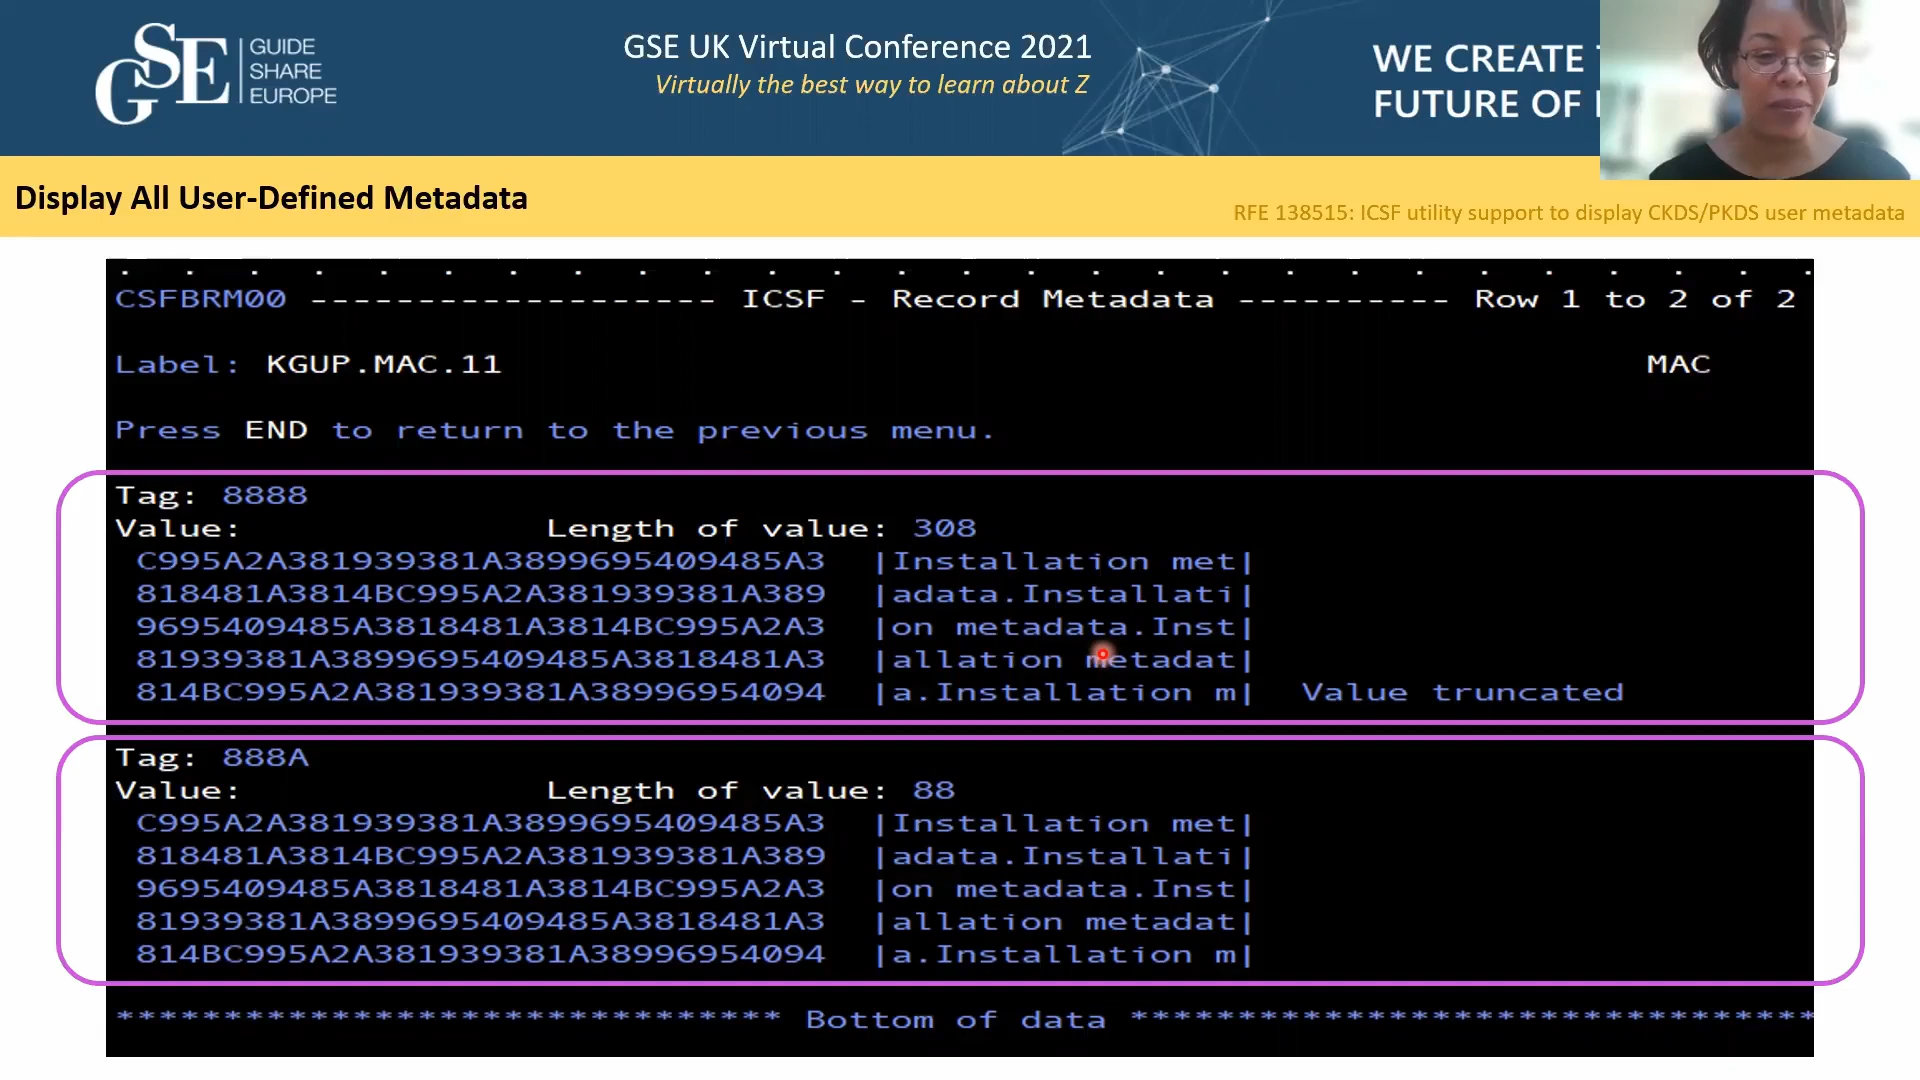 GSE GUIDE
SHARE
EUROPE
GSE UK Virtual Conference 2021
Virtually the best way to learn about Z
WE CREATE
FUTURE OF
Display All User-Defined Metadata
RFE 138515: ICSF utility support to display CKDS/PKDS user metadata
CSFBRM00 ------------------- ICSF - Record Metadata ---------- Row 1 to 2 of 2
Label: KGUP.MAC.11 MAC
Press END to return to the previous menu.
Tag: 8888
Value: Length of value: 308
C995A2A381939381A3899695409485A3 |Installation met|
818481A3814BC995A2A381939381A389 |adata.Installati|
9695409485A3818481A3814BC995A2A3 |on metadata.Inst|
81939381A3899695409485A3818481A3 |allation metadat|
814BC995A2A381939381A38996954094 |a.Installation m| Value truncated
Tag: 888A
Value: Length of value: 88
C995A2A381939381A3899695409485A3 |Installation met|
818481A3814BC995A2A381939381A389 |adata.Installati|
9695409485A3818481A3814BC995A2A3 |on metadata.Inst|
81939381A3899695409485A3818481A3 |allation metadat|
814BC995A2A381939381A38996954094 |a.Installation m|
******************************* Bottom of data ********************************